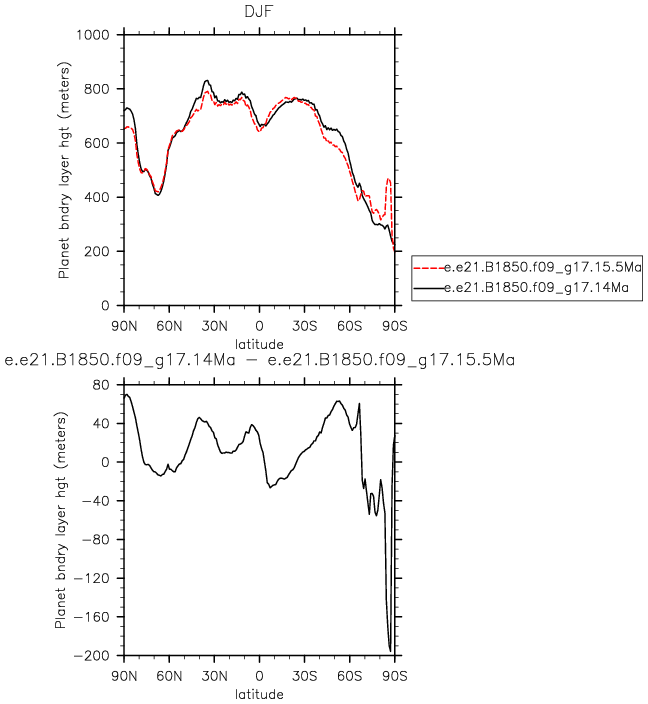 DJF
1000
800
600
400
200
0
Planet bndry layer hgt (meters)
90N 60N 30N 0 30S 60S 90S
latitude
e.e21.B1850.f09_g17.15.5Ma
e.e21.B1850.f09_g17.14Ma
e.e21.B1850.f09_g17.14Ma − e.e21.B1850.f09_g17.15.5Ma
80
40
0
−40
−80
−120
−160
−200
Planet bndry layer hgt (meters)
90N 60N 30N 0 30S 60S 90S
latitude